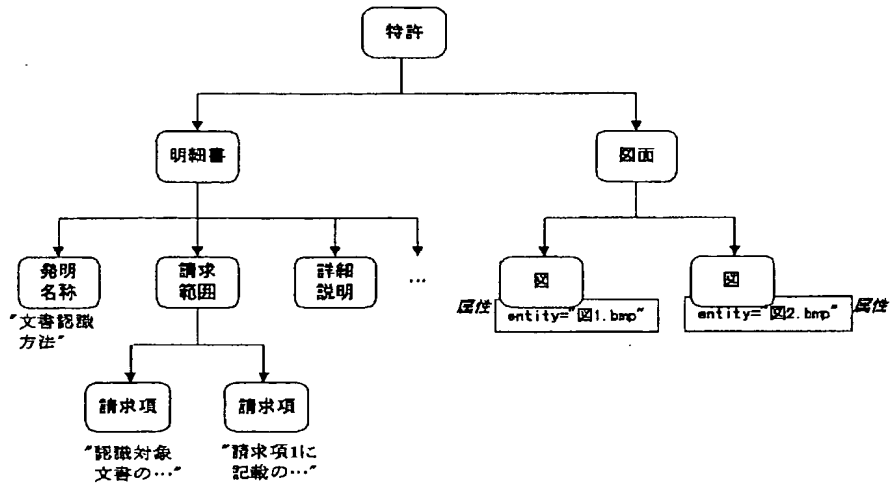 特許
明細書
図面
発明
名称
請求
範囲
詳細
説明
…
図
図
"文書認識
方法"
属性
entity="図1.bmp"
entity="図2.bmp"
属性
請求項
請求項
"認識対象
文書の…"
"請求項1に
記載の…"